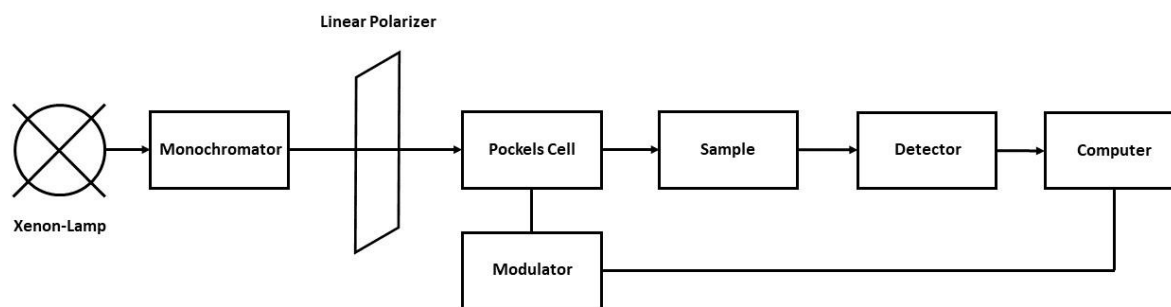 Linear Polarizer
Monochromator
Pockels Cell
Sample
Detector
Computer
Xenon-Lamp
Modulator